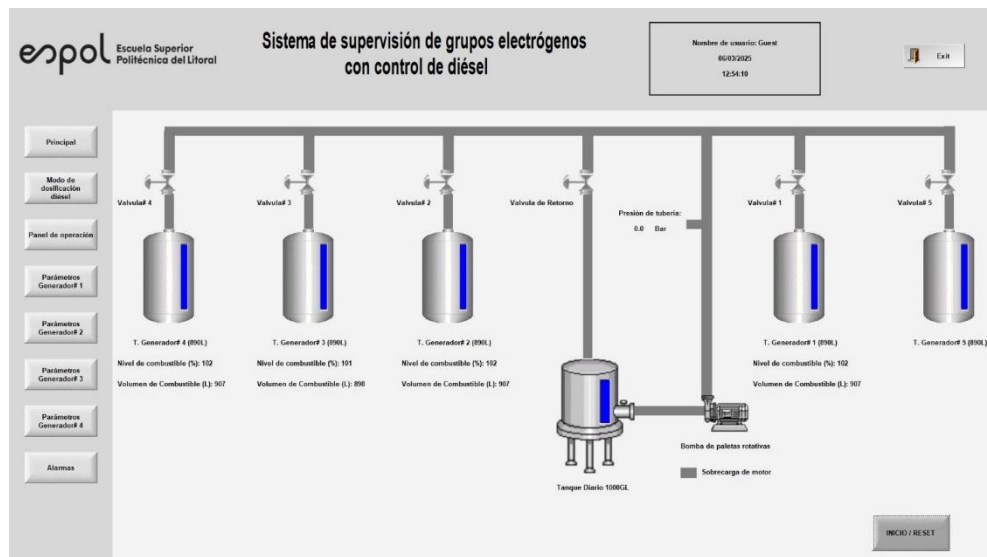 espol
Escuela Superior
Politécnica del Litoral
Sistema de supervisión de grupos electrógenos
con control de diésel
Nombre de usuario: Guest
06/03/2025
12:54:10
Exit
Principal
Modo de
dosificación
diésel
Panel de operación
Parámetros
Generador# 1
Parámetros
Generador# 2
Parámetros
Generador# 3
Parámetros
Generador# 4
Alarmas
Valvula# 4
Valvula# 3
Valvula# 2
Valvula de Retorno
Presión de tubería:
0.0 Bar
Valvula# 1
Valvula# 5
T. Generador# 4 (890L)
Nivel de combustible (%): 102
Volumen de Combustible (L): 907
T. Generador# 3 (890L)
Nivel de combustible (%): 101
Volumen de Combustible (L): 898
T. Generador# 2 (890L)
Nivel de combustible (%): 102
Volumen de Combustible (L): 907
T. Generador# 1 (890L)
Nivel de combustible (%): 102
Volumen de Combustible (L): 907
T. Generador# 5 (890L)
Bomba de paletas rotativas
Sobrecarga de motor
Tanque Diario 1000GL
INICIO / RESET